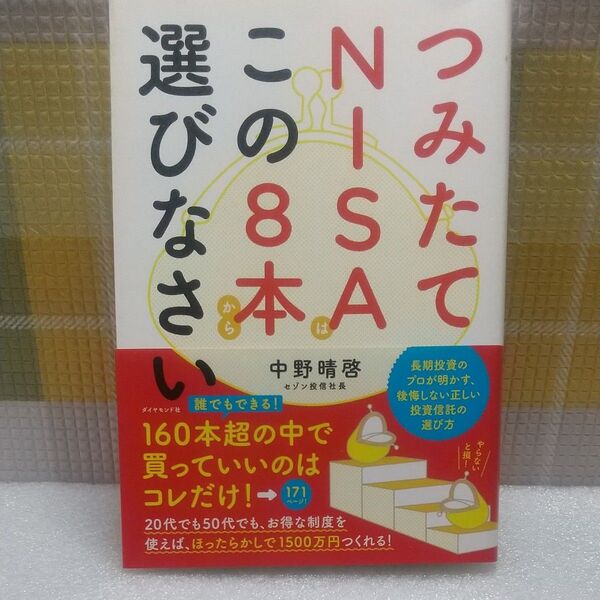 つみたて
NISAは
この8本から
選びなさい
中野晴啓
セゾン投信社長
ダイヤモンド社
長期投資の
プロが明かす、
後悔しない正しい
投資信託の
選び方
誰でもできる!
160本超の中で
買っていいのは
コレだけ!→171ページ!
やらない
と損!
20代でも50代でも、お得な制度を
使えば、ほったらかしで1500万円つくれる!